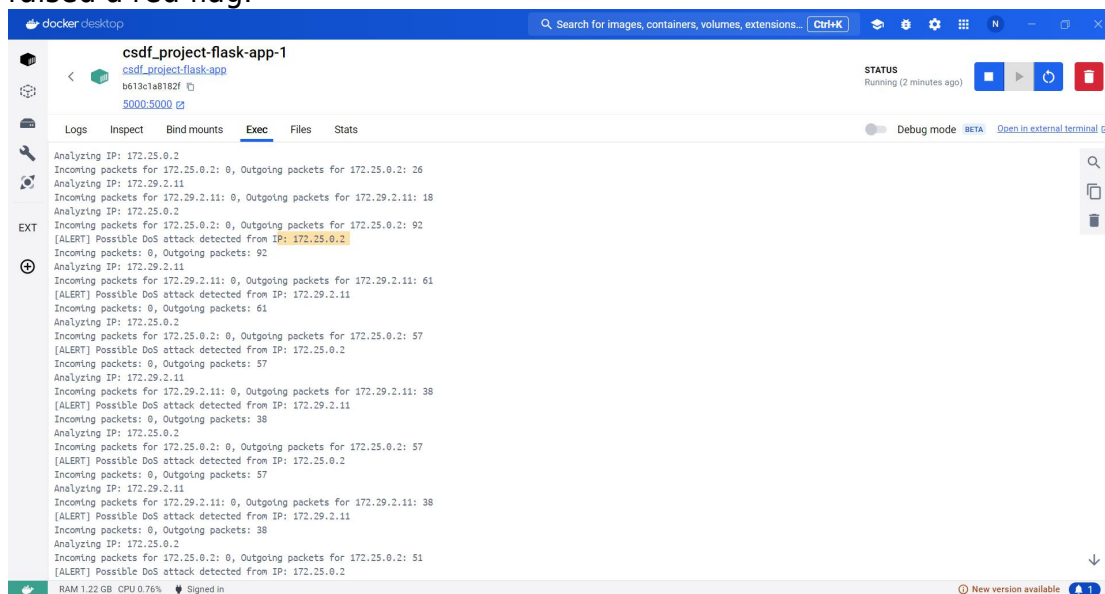 raised a red flag.
docker desktop
Search for images, containers, volumes, extensions... Ctrl+K
N
csdf_project-flask-app-1
csdf_project-flask-app
b613c1a8182f
5000:5000
STATUS
Running (2 minutes ago)
Logs Inspect Bind mounts Exec Files Stats
Debug mode BETA Open in external terminal
Analyzing IP: 172.25.0.2
Incoming packets for 172.25.0.2: 0, Outgoing packets for 172.25.0.2: 26
Analyzing IP: 172.29.2.11
Incoming packets for 172.29.2.11: 0, Outgoing packets for 172.29.2.11: 18
Analyzing IP: 172.25.0.2
Incoming packets for 172.25.0.2: 0, Outgoing packets for 172.25.0.2: 92
[ALERT] Possible DoS attack detected from IP: 172.25.0.2
Incoming packets: 0, Outgoing packets: 92
Analyzing IP: 172.29.2.11
Incoming packets for 172.29.2.11: 0, Outgoing packets for 172.29.2.11: 61
[ALERT] Possible DoS attack detected from IP: 172.29.2.11
Incoming packets: 0, Outgoing packets: 61
Analyzing IP: 172.25.0.2
Incoming packets for 172.25.0.2: 0, Outgoing packets for 172.25.0.2: 57
[ALERT] Possible DoS attack detected from IP: 172.25.0.2
Incoming packets: 0, Outgoing packets: 57
Analyzing IP: 172.29.2.11
Incoming packets for 172.29.2.11: 0, Outgoing packets for 172.29.2.11: 38
[ALERT] Possible DoS attack detected from IP: 172.29.2.11
Incoming packets: 0, Outgoing packets: 38
Analyzing IP: 172.25.0.2
Incoming packets for 172.25.0.2: 0, Outgoing packets for 172.25.0.2: 57
[ALERT] Possible DoS attack detected from IP: 172.25.0.2
Incoming packets: 0, Outgoing packets: 57
Analyzing IP: 172.29.2.11
Incoming packets for 172.29.2.11: 0, Outgoing packets for 172.29.2.11: 38
[ALERT] Possible DoS attack detected from IP: 172.29.2.11
Incoming packets: 0, Outgoing packets: 38
Analyzing IP: 172.25.0.2
Incoming packets for 172.25.0.2: 0, Outgoing packets for 172.25.0.2: 51
[ALERT] Possible DoS attack detected from IP: 172.25.0.2
EXT
RAM 1.22 GB CPU 0.76% Signed in
New version available 1